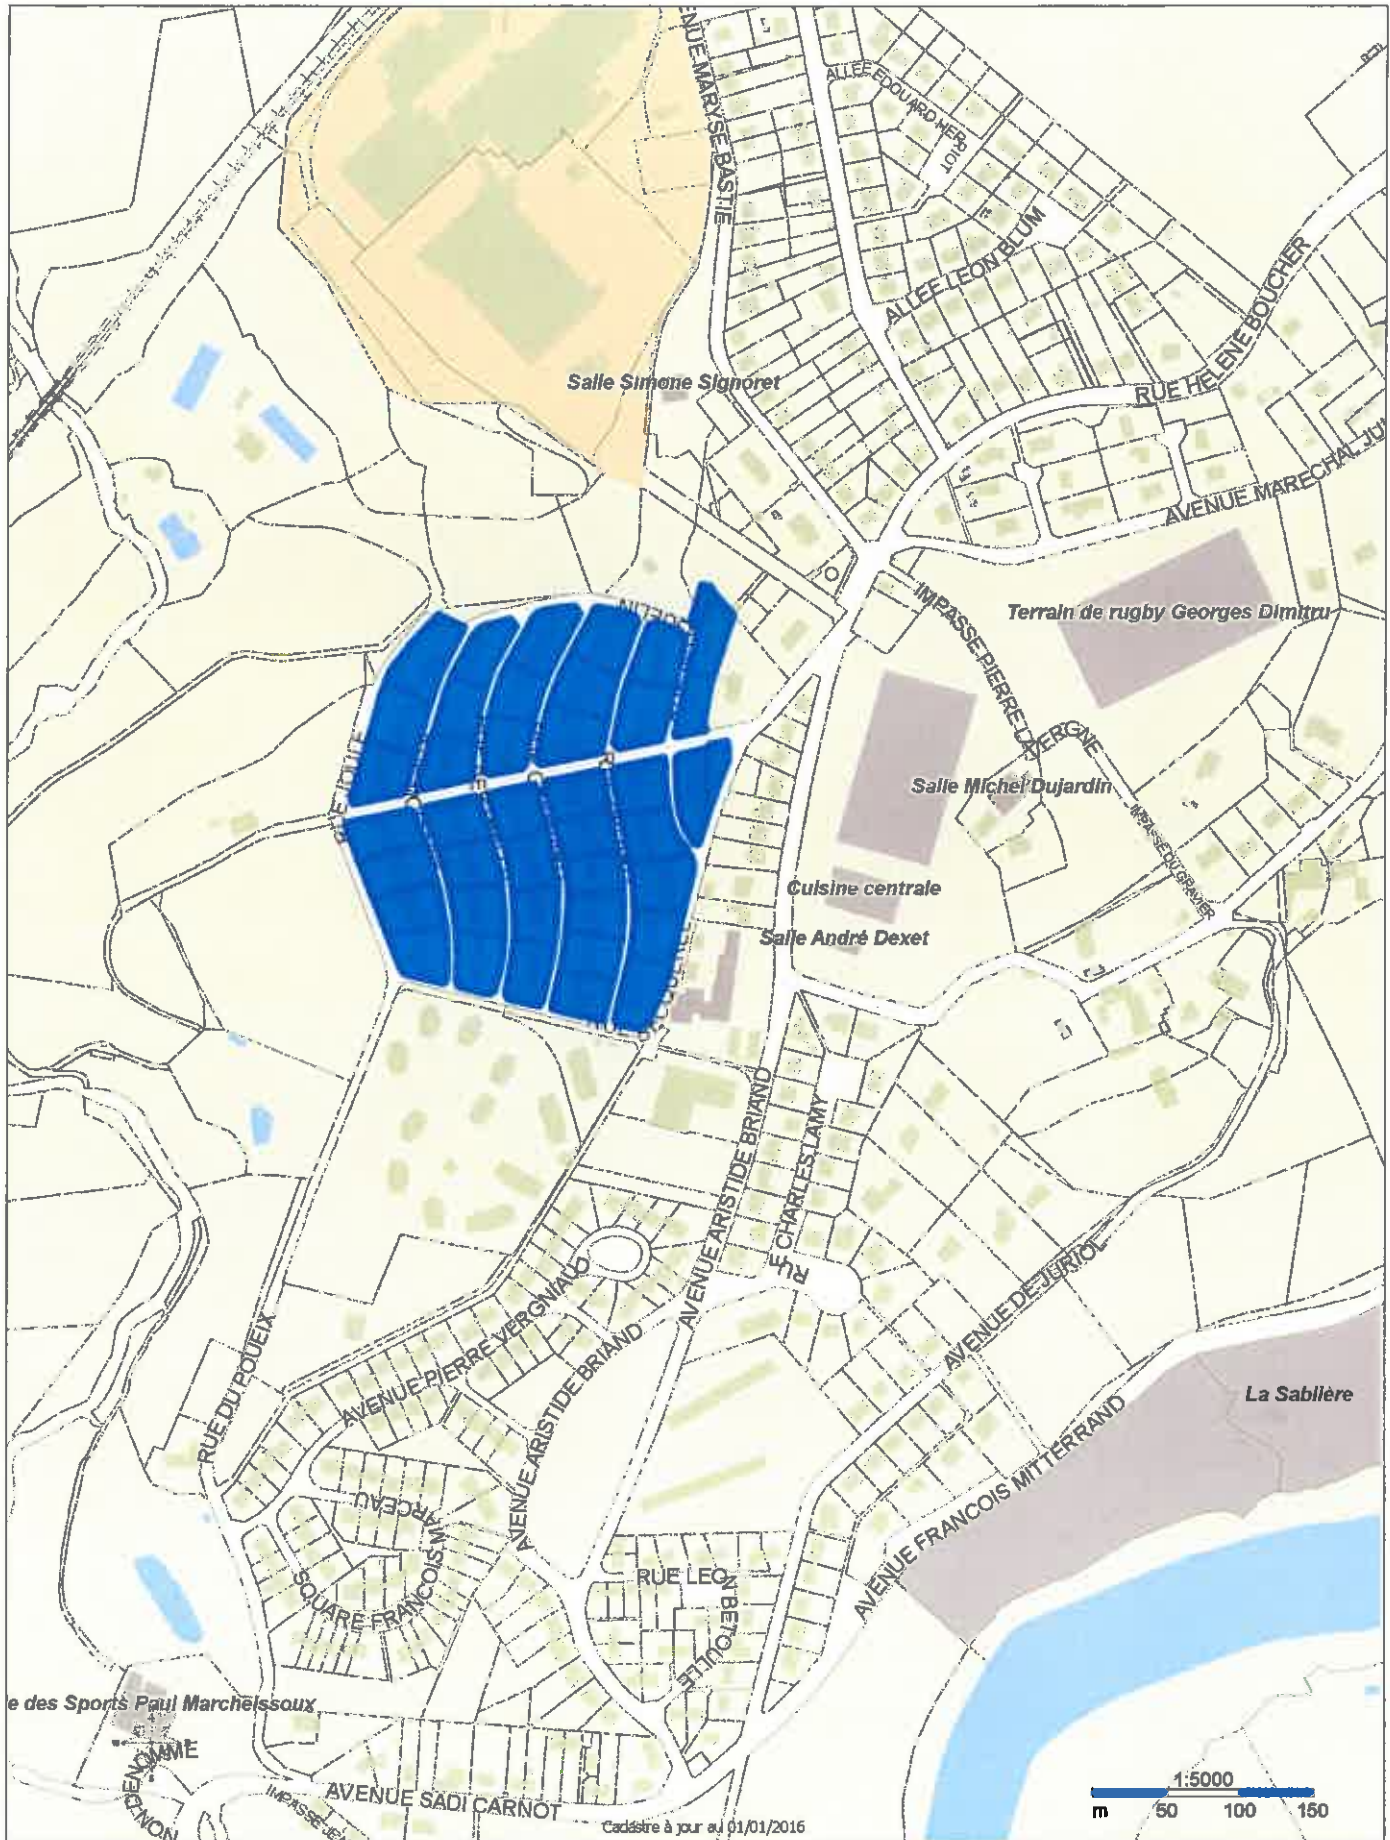 AVENUE MARYSE BASTIE
ALLEE EDOUARD HERRIOT
ALLEE LEON BLUM
RUE HELENE BOUCHER
Salle Simone Signoret
AVENUE MARECHAL JUI
IMPASSE PIERRE LAVERGNE
Terrain de rugby Georges Dimitru
Salle Michel Dujardin
IMPASSE DU GRAVIER
Cuisine centrale
Salle André Dexet
AVENUE ARISTIDE BRIAND
RUE CHARLES LAMY
AVENUE DE JURIOL
RUE DU POUEIX
AVENUE PIERRE VERGNIAUD
AVENUE ARISTIDE BRIAND
La Sablière
AVENUE FRANCOIS MITTERRAND
SQUARE FRANCOIS MARCEAU
RUE LEON BETOULLE
e des Sports Paul Marcheissoux
AVENUE SADI CARNOT
1:5000
m 50 100 150
Cadastre à jour au 01/01/2016